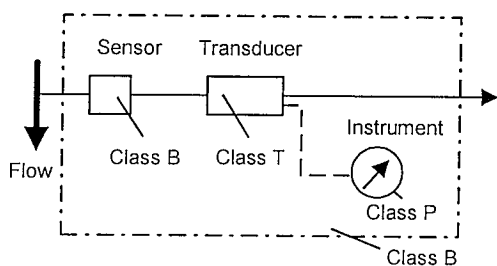 Sensor Transducer
Instrument
Class B Class T
Flow
Class P
Class B